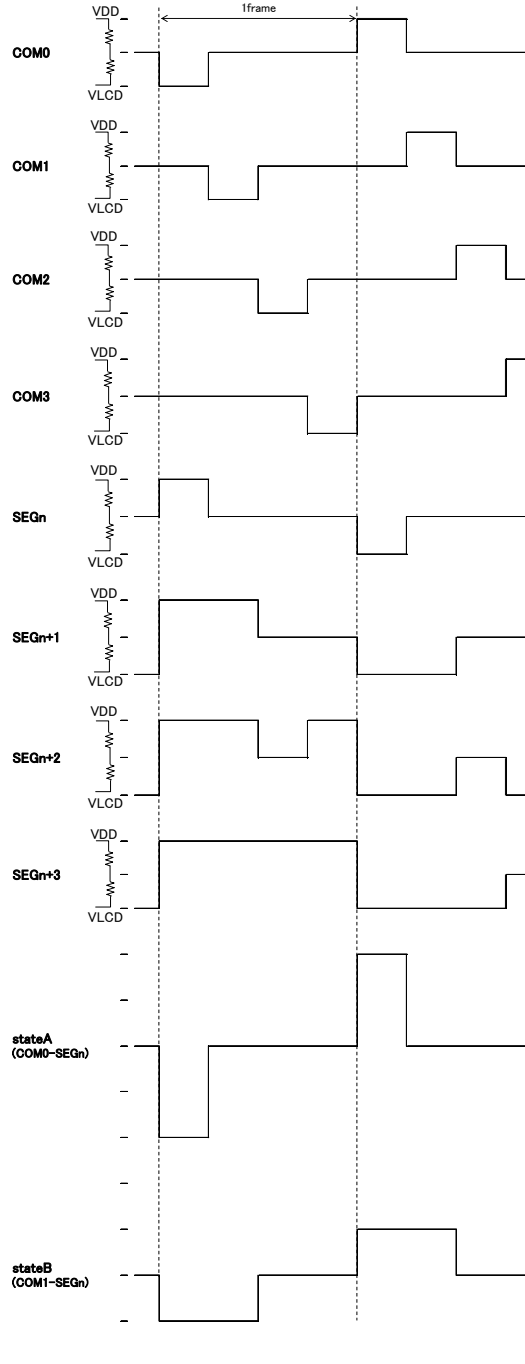 1frame
VDD
COM0
VLCD
VDD
COM1
VLCD
VDD
COM2
VLCD
VDD
COM3
VLCD
VDD
SEGn
VLCD
VDD
SEGn+1
VLCD
VDD
SEGn+2
VLCD
VDD
SEGn+3
VLCD
stateA
(COM0-SEGn)
stateB
(COM1-SEGn)